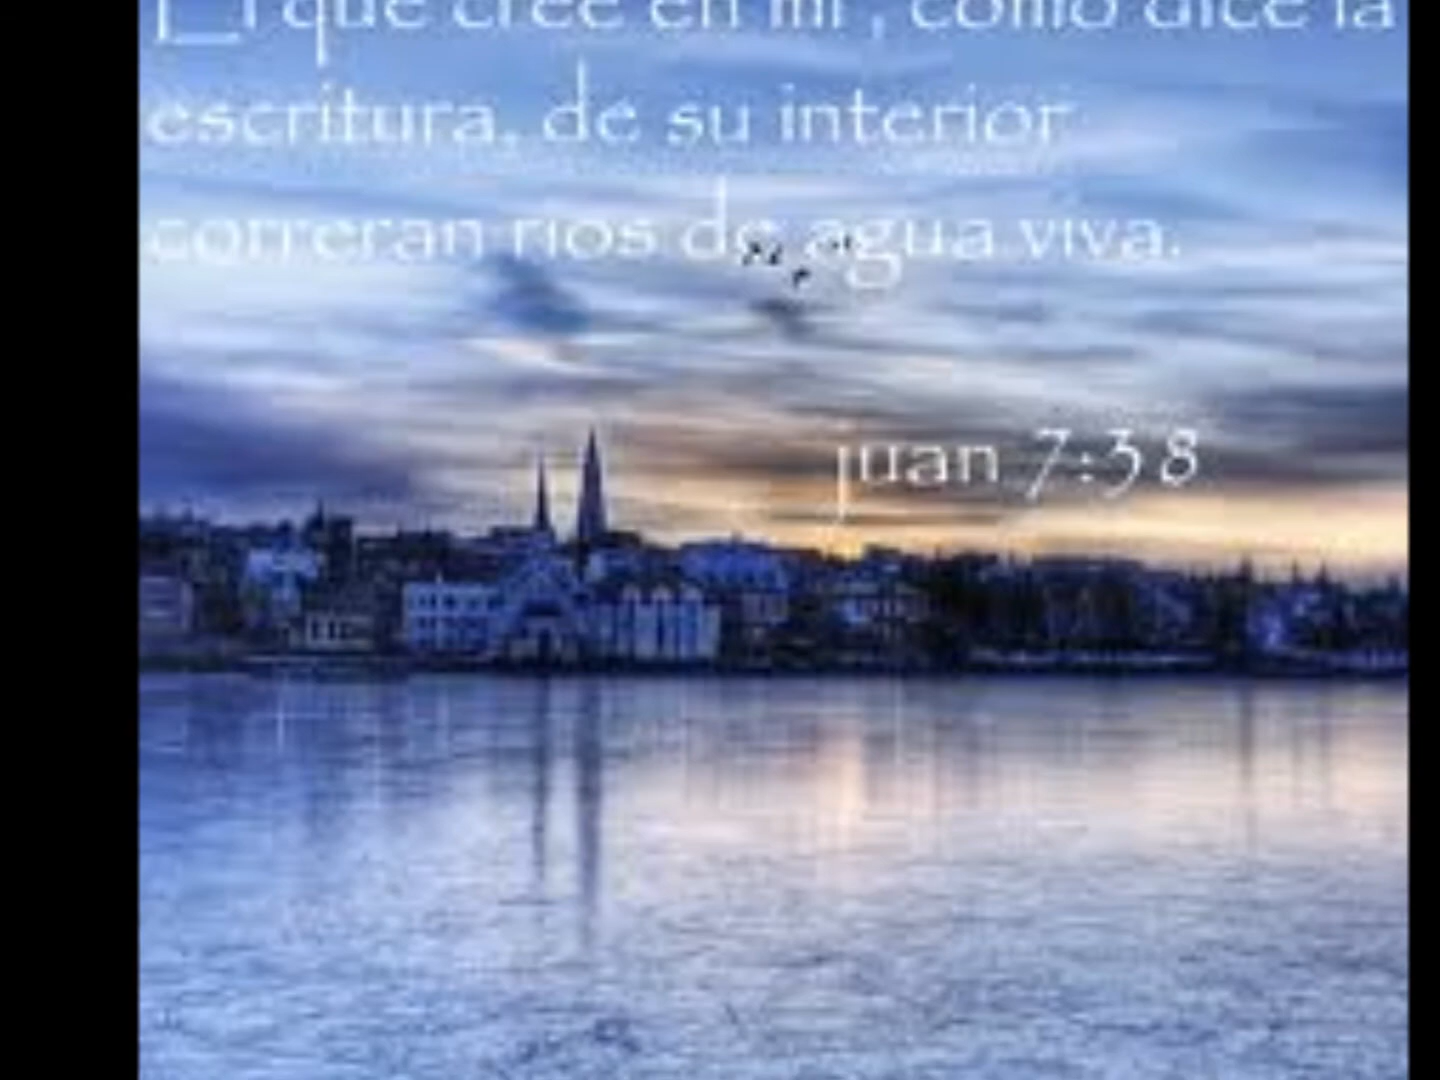 El que cree en mi , como dice la
escritura, de su interior
correran rios de agua viva.
juan 7:38